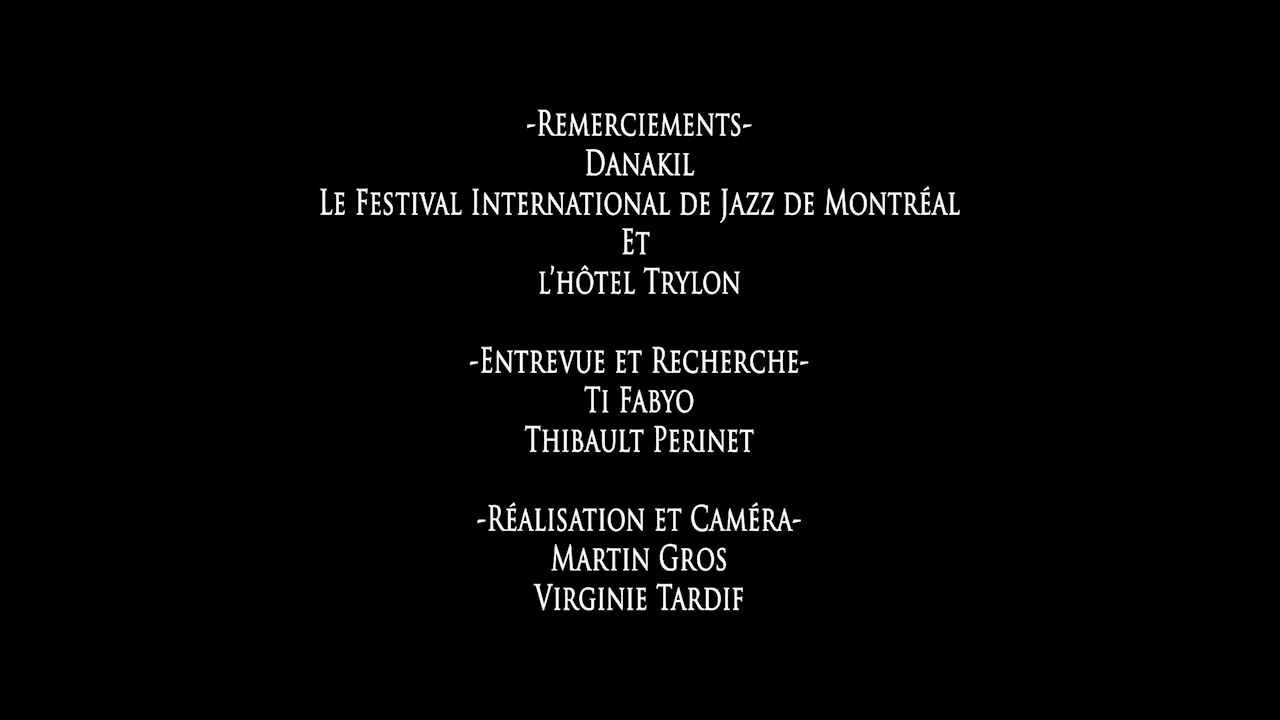 -Remerciements-
Danakil
Le Festival International de Jazz de Montréal
Et
l'hôtel Trylon
-Entrevue et Recherche-
Ti Fabyo
Thibault Perinet
-Réalisation et Caméra-
Martin Gros
Virginie Tardif